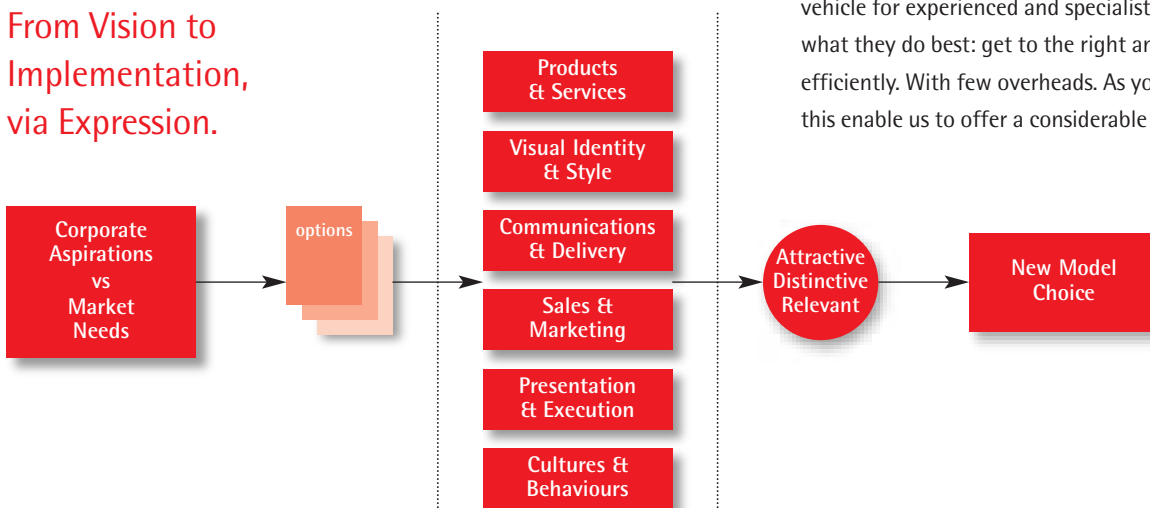 From Vision to
Implementation,
via Expression.
vehicle for experienced and specialist
what they do best: get to the right
efficiently. With few overheads. As
this enable us to offer a considerable
Corporate
Aspirations
vs
Market
Needs
options
Products
& Services
Visual Identity
& Style
Communications
& Delivery
Sales &
Marketing
Presentation
& Execution
Cultures &
Behaviours
Attractive
Distinctive
Relevant
New Model
Choice